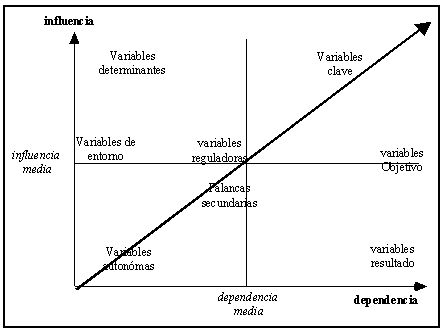 influencia
Variables
determinantes
Variables
clave
Variables de
entorno
variables
reguladoras
variables
Objetivo
influencia
media
Palancas
secundarias
Variables
autonómas
variables
resultado
dependencia
media
dependencia